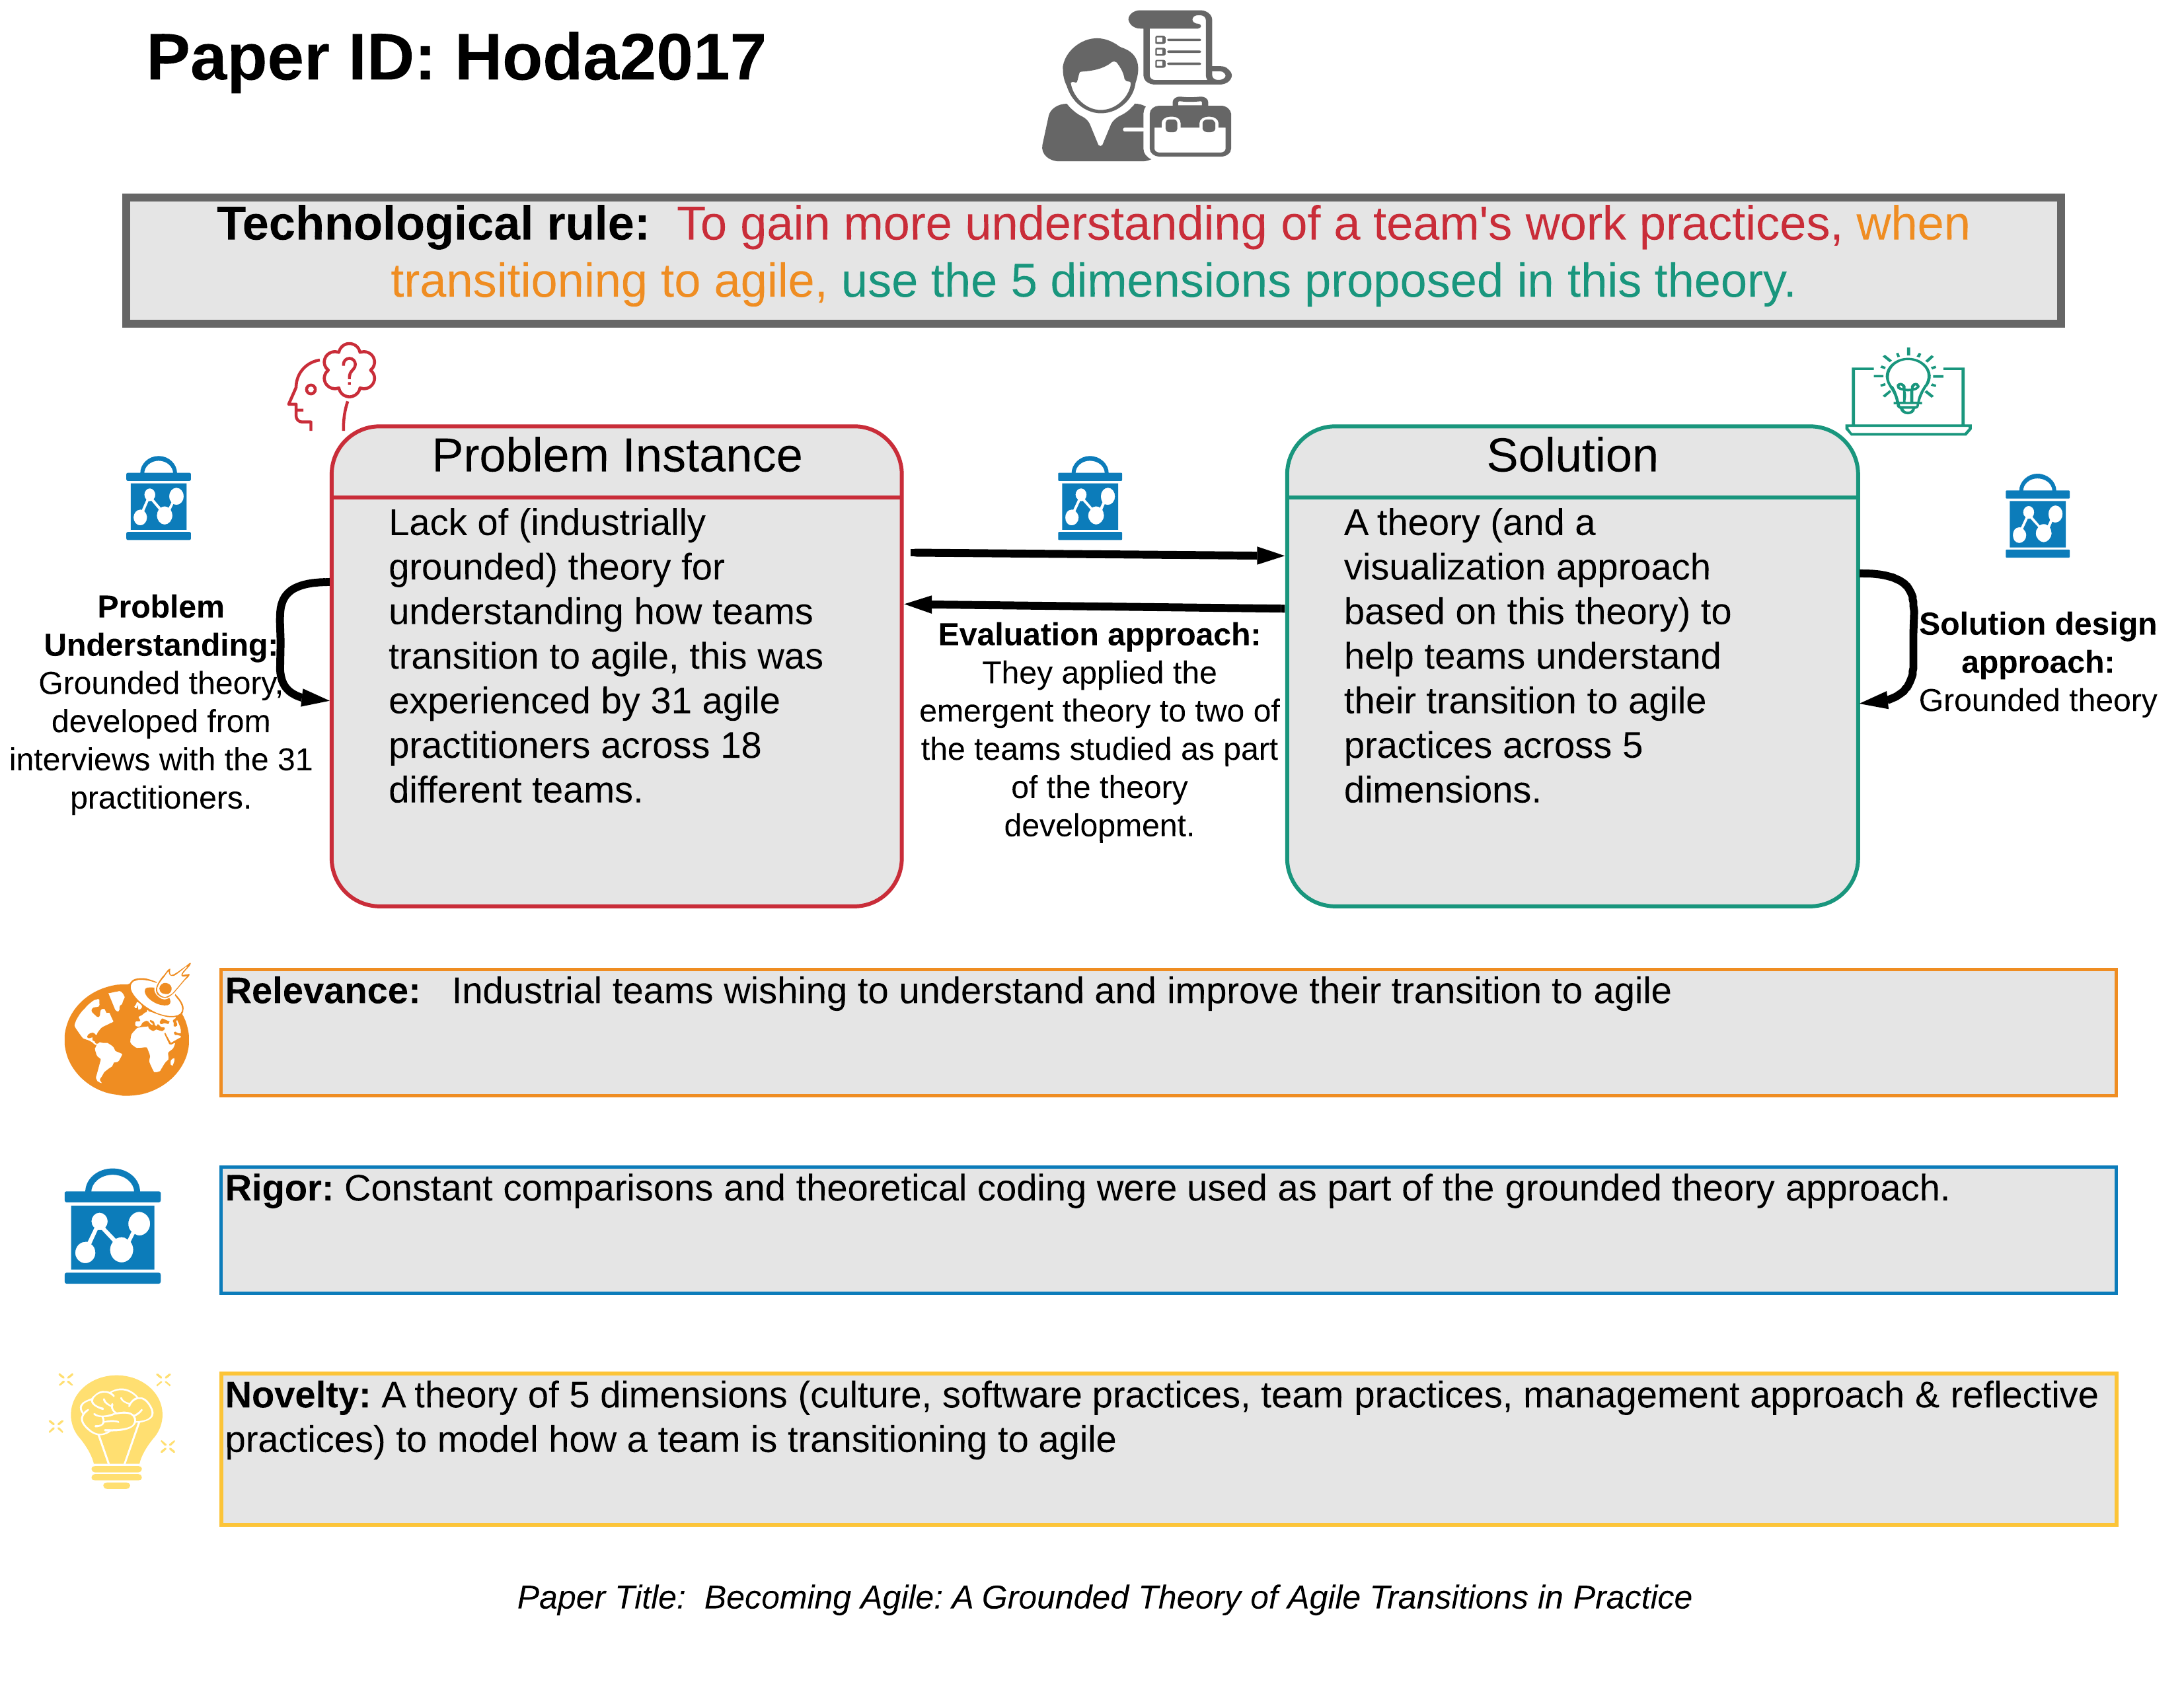 Paper ID: Hoda2017
Technological rule: To gain more understanding of a team's work practices, when
transitioning to agile, use the 5 dimensions proposed in this theory.
Problem
Understanding:
Grounded theory,
developed from
interviews with the 31
practitioners.
Problem Instance
Lack of (industrially
grounded) theory for
understanding how teams
transition to agile, this was
experienced by 31 agile
practitioners across 18
different teams.
Evaluation approach:
They applied the
emergent theory to two of
the teams studied as part
of the theory
development.
Solution
A theory (and a
visualization approach
based on this theory) to
help teams understand
their transition to agile
practices across 5
dimensions.
Solution design
approach:
Grounded theory
Relevance: Industrial teams wishing to understand and improve their transition to agile
Rigor: Constant comparisons and theoretical coding were used as part of the grounded theory approach.
Novelty: A theory of 5 dimensions (culture, software practices, team practices, management approach & reflective
practices) to model how a team is transitioning to agile
Paper Title: Becoming Agile: A Grounded Theory of Agile Transitions in Practice